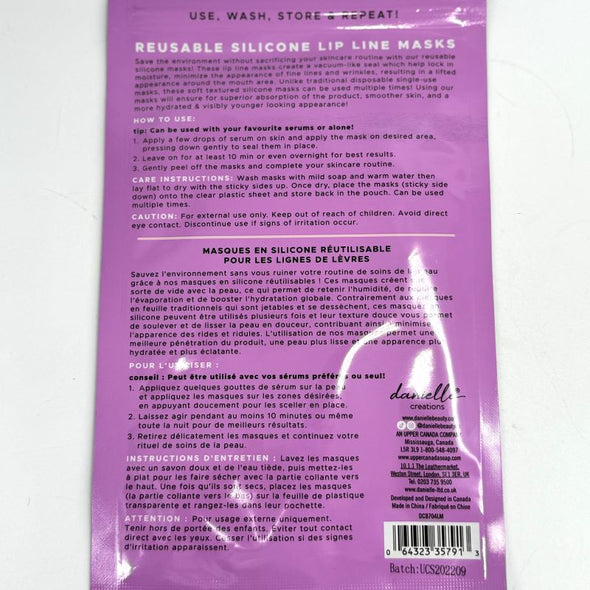 USE, WASH, STORE & REPEAT!
REUSABLE SILICONE LIP LINE MASKS
Save the environment without sacrificing your skincare routine with our reusable
silicone masks! These lip line masks create a vacuum-like seal which help lock in
moisture, minimize the appearance of fine lines and wrinkles, resulting in a lifted
appearance around the mouth area. Unlike traditional disposable single-use
masks, these soft textured silicone masks can be used multiple times! Using our
masks will ensure for superior absorption of the product, smoother skin, and a
more hydrated & visibly younger looking appearance!
HOW TO USE:
tip: Can be used with your favourite serums or alone!
1. Apply a few drops of serum on skin and apply the mask on desired area,
pressing down gently to seal them in place.
2. Leave on for at least 10 min or even overnight for best results.
3. Gently peel off the masks and complete your skincare routine.
CARE INSTRUCTIONS: Wash masks with mild soap and warm water then
lay flat to dry with the sticky sides up. Once dry, place the masks (sticky side
down) onto the clear plastic sheet and store back in the pouch. Can be used
multiple times.
CAUTION: For external use only. Keep out of reach of children. Avoid direct
eye contact. Discontinue use if signs of irritation occur.
MASQUES EN SILICONE RÉUTILISABLE
POUR LES LIGNES DE LÈVRES
Sauvez l'environnement sans vous ruiner votre routine de soins de la peau
grâce à nos masques en silicone réutilisables ! Ces masques créent une
sorte de vide avec la peau, ce qui permet de retenir l'humidité, de réduire
l'évaporation et de booster l'hydratation globale. Contrairement aux masques
en feuille traditionnels qui sont jetables et se dessèchent, ces masques en
silicone peuvent être utilisés plusieurs fois et leur texture douce vous permet
de soulever et de lisser la peau en douceur, contribuant ainsi à minimiser
l'apparence des rides et ridules. L'utilisation de nos masques permet une
meilleure pénétration du produit, une peau plus lisse et une apparence plus
hydratée et plus éclatante.
POUR L'UTILISER :
conseil : Peut être utilisé avec vos sérums préférés ou seul!
1. Appliquez quelques gouttes de sérum sur la peau
et appliquez les masques sur les zones désirées,
en appuyant doucement pour les sceller en place.
2. Laissez agir pendant au moins 10 minutes ou même
toute la nuit pour de meilleurs résultats.
3. Retirez délicatement les masques et continuez votre
rituel de soins de la peau.
INSTRUCTIONS D'ENTRETIEN : Lavez les masques
avec un savon doux et de l'eau tiède, puis mettez-les
à plat pour les faire sécher avec la partie collante vers
le haut. Une fois qu'ils sont secs, placez les masques
(la partie collante vers le bas) sur la feuille de plastique
transparente et rangez-les dans leur pochette.
ATTENTION : Pour usage externe uniquement.
Tenir hors de portée des enfants. Éviter tout contact
direct avec les yeux. Cesser l'utilisation si des signes
d'irritation apparaissent.
danielle
creations
www.daniellebeauty.co
@daniellebeauty
AN UPPER CANADA COMPANY
Mississauga, Canada
L5R 3L9 1-800-548-4097
www.uppercanadasoap.com
10.1.1 The Leathermarket,
Weston Street, London, SE1 3ER, UK
Tel: 0203 735 9500
www.danielle-ltd.co.uk
Developed and Designed in Canada
Made in China / Fabriqué en Chine
DC8704LM
0 64323 35791 3
Batch:UCS202209